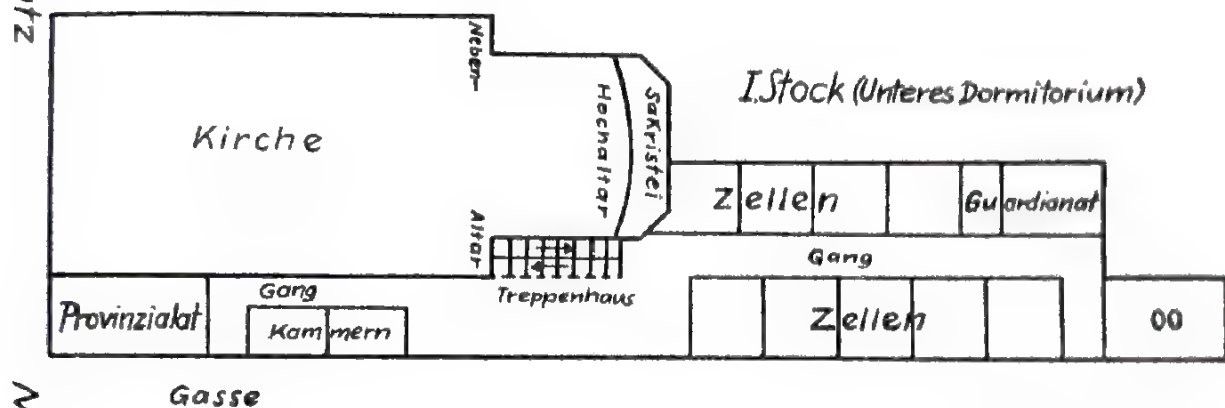 I. Stock (Unteres Dormitorium)
Neben-
Altar
Kirche
Hochaltar
Sakristei
Zellen
Guardianat
Gang
Treppenhaus
Gang
Provinzialat
Kammern
Zellen
00
Gasse